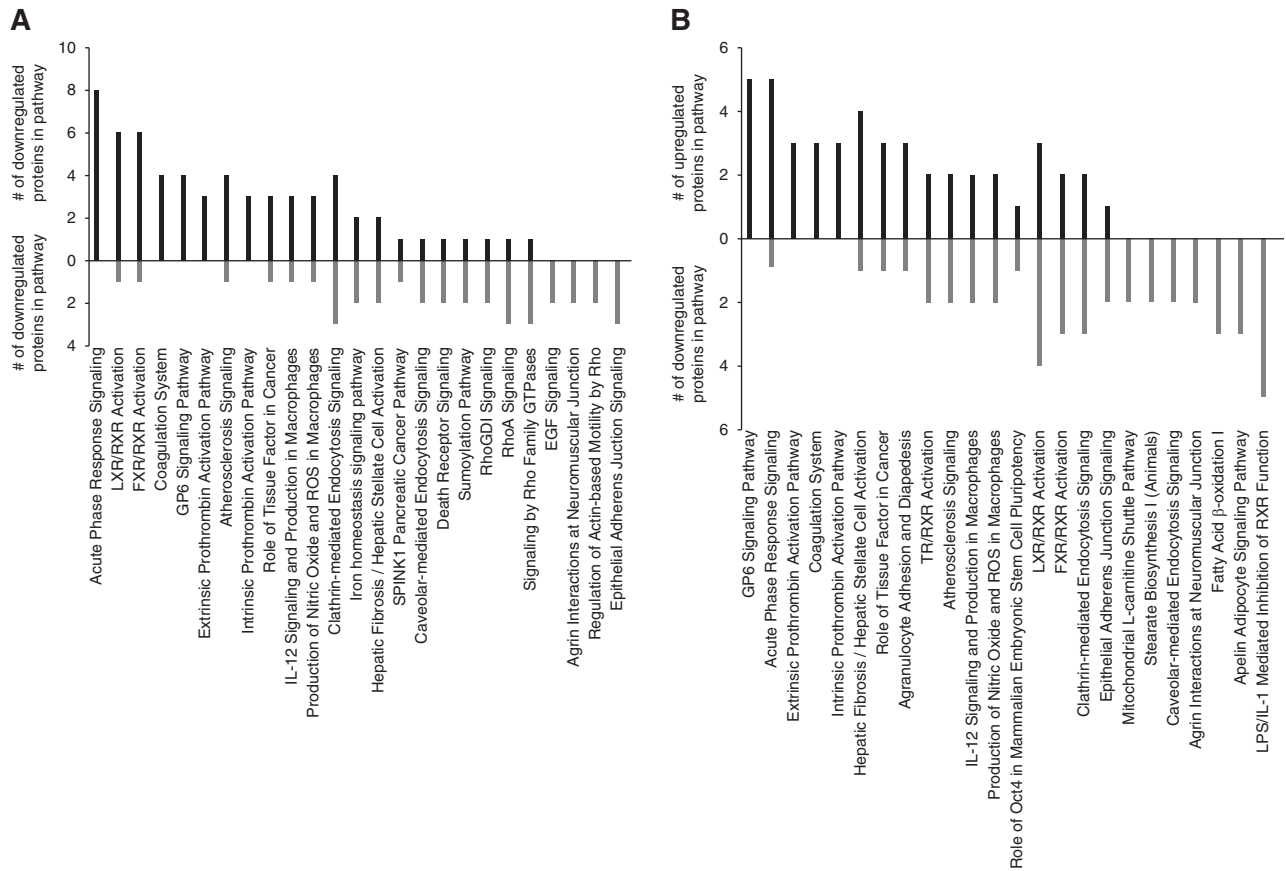 A
# of downregulated
proteins in pathway
# of downregulated
proteins in pathway
10
8
6
4
2
0
2
4
Acute Phase Response Signaling
LXR/RXR Activation
FXR/RXR Activation
Coagulation System
GP6 Signaling Pathway
Extrinsic Prothrombin Activation Pathway
Atherosclerosis Signaling
Intrinsic Prothrombin Activation Pathway
Role of Tissue Factor in Cancer
IL-12 Signaling and Production in Macrophages
Production of Nitric Oxide and ROS in Macrophages
Clathrin-mediated Endocytosis Signaling
Iron homeostasis signaling pathway
Hepatic Fibrosis / Hepatic Stellate Cell Activation
SPINK1 Pancreatic Cancer Pathway
Caveolar-mediated Endocytosis Signaling
Death Receptor Signaling
Sumoylation Pathway
RhoGDI Signaling
RhoA Signaling
Signaling by Rho Family GTPases
EGF Signaling
Agrin Interactions at Neuromuscular Junction
Regulation of Actin-based Motility by Rho
Epithelial Adherens Juction Signaling
B
# of upregulated
proteins in pathway
# of downregulated
proteins in pathway
6
4
2
0
2
4
6
GP6 Signaling Pathway
Acute Phase Response Signaling
Extrinsic Prothrombin Activation Pathway
Coagulation System
Intrinsic Prothrombin Activation Pathway
Hepatic Fibrosis / Hepatic Stellate Cell Activation
Role of Tissue Factor in Cancer
Agranulocyte Adhesion and Diapedesis
TR/RXR Activation
Atherosclerosis Signaling
IL-12 Signaling and Production in Macrophages
Production of Nitric Oxide and ROS in Macrophages
Role of Oct4 in Mammalian Embryonic Stem Cell Pluripotency
LXR/RXR Activation
FXR/RXR Activation
Clathrin-mediated Endocytosis Signaling
Epithelial Adherens Junction Signaling
Mitochondrial L-carnitine Shuttle Pathway
Stearate Biosynthesis I (Animals)
Caveolar-mediated Endocytosis Signaling
Agrin Interactions at Neuromuscular Junction
Fatty Acid β-oxidation I
Apelin Adipocyte Signaling Pathway
LPS/IL-1 Mediated Inhibition of RXR Function